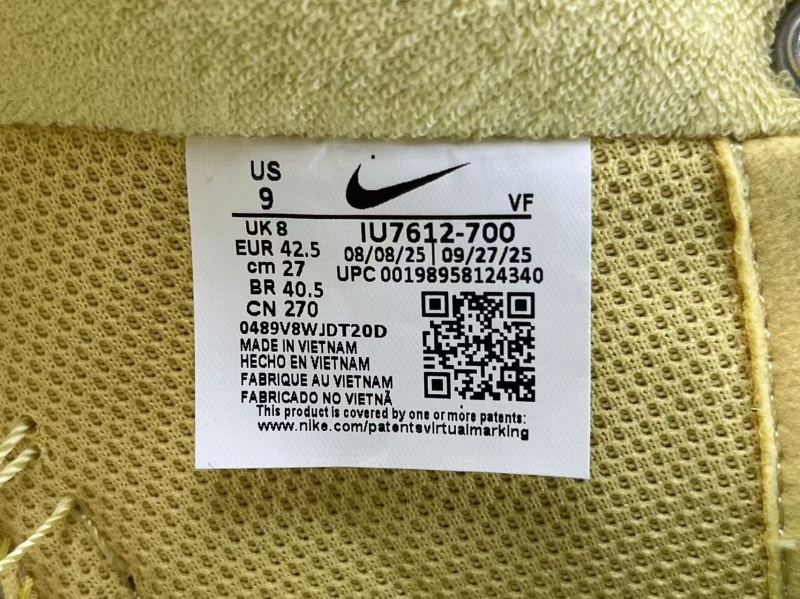 US
9
VF
UK 8
EUR 42.5
cm 27
BR 40.5
CN 270
IU7612-700
08/08/25 | 09/27/25
UPC 00198958124340
0489V8WJDT20D
MADE IN VIETNAM
HECHO EN VIETNAM
FABRIQUE AU VIETNAM
FABRICADO NO VIETNÃ
This product is covered by one or more patents:
www.nike.com/patentsvirtualmarking